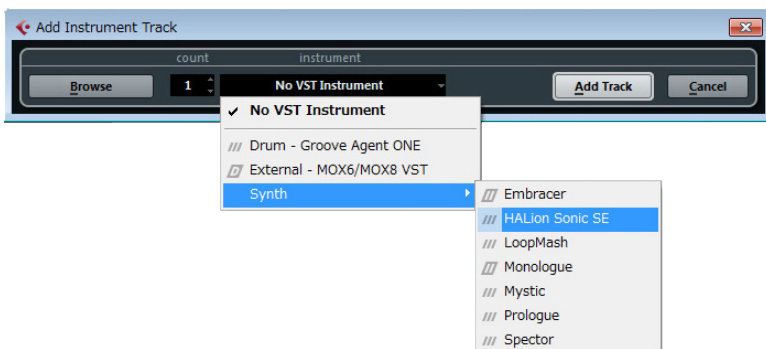 Add Instrument Track
count instrument
Browse 1 No VST Instrument Add Track Cancel
✓ No VST Instrument
Drum - Groove Agent ONE
External - MOX6/MOX8 VST
Synth
Embracer
HALion Sonic SE
LoopMash
Monologue
Mystic
Prologue
Spector